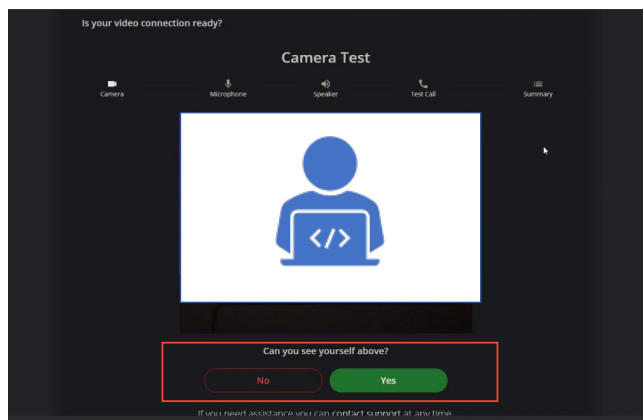 Is your video connection ready?
Camera Test
Camera Microphone Speaker Test Call Summary
</>
Can you see yourself above?
No Yes
If you need assistance you can contact support at any time